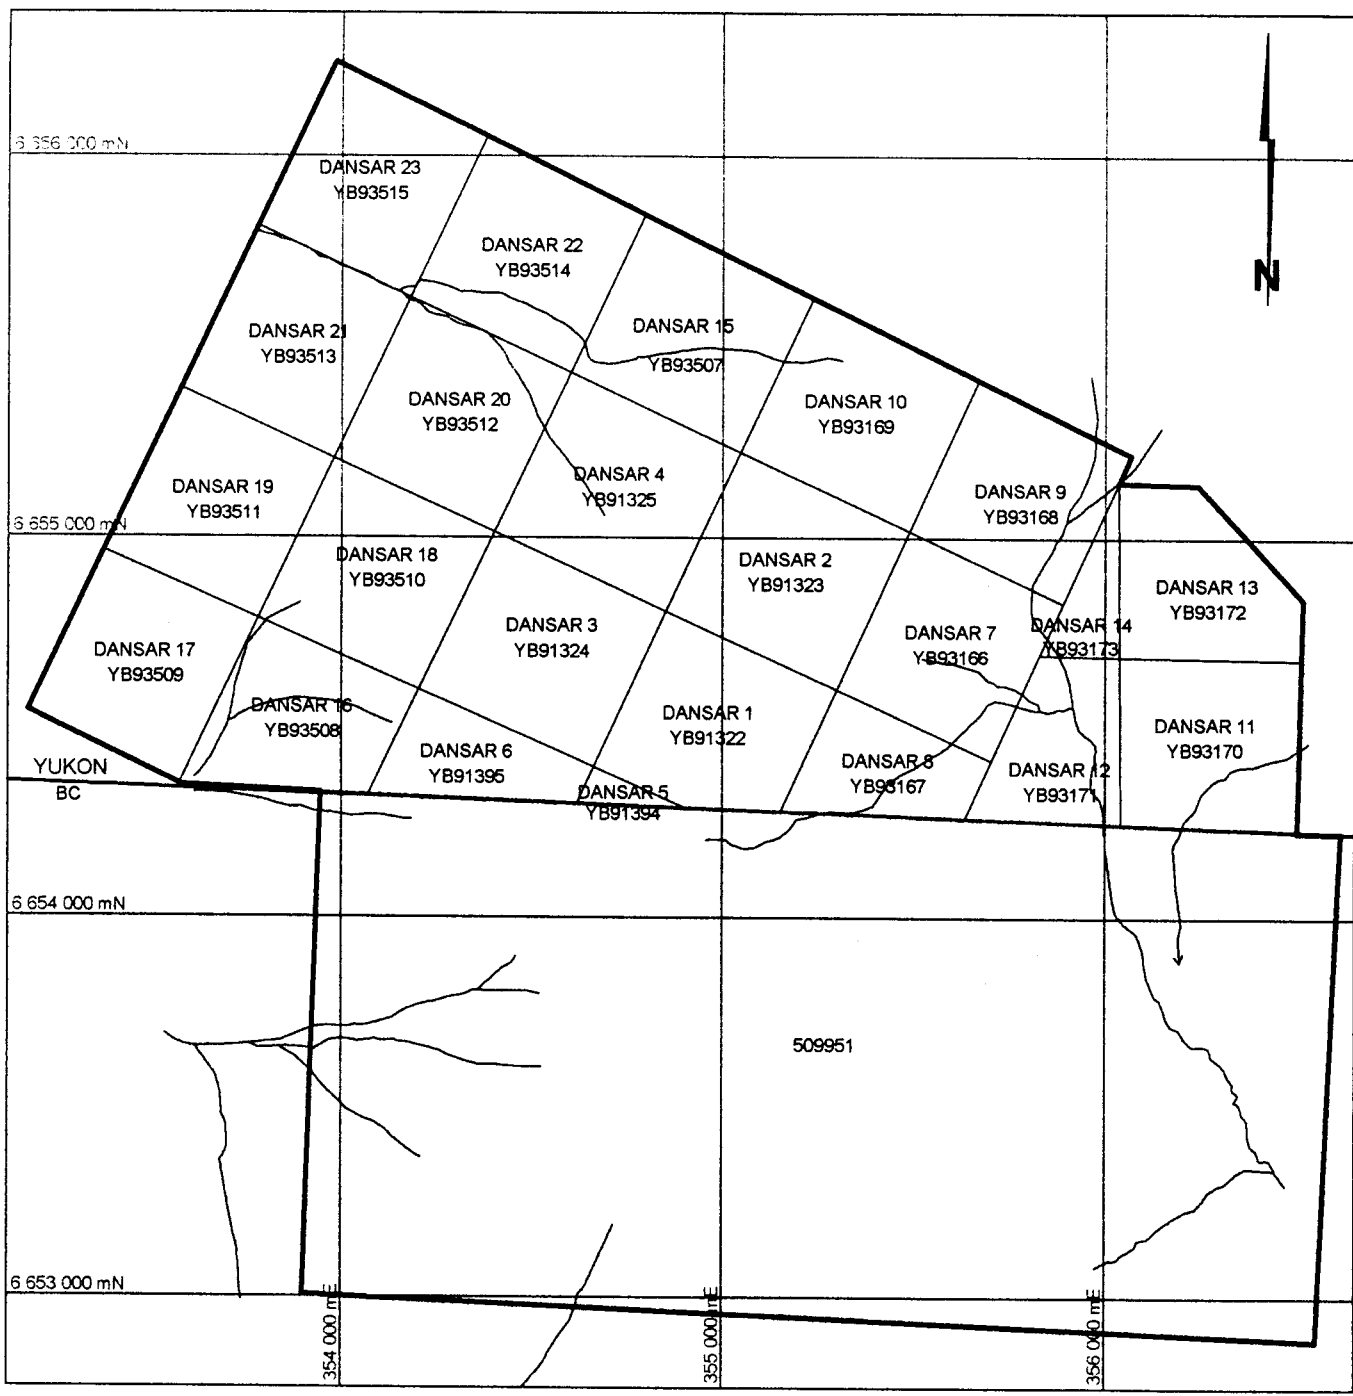 6 656 000 mN
DANSAR 23
YB93515
DANSAR 22
YB93514
N
DANSAR 21
YB93513
DANSAR 15
YB93507
DANSAR 20
YB93512
DANSAR 10
YB93169
DANSAR 19
YB93511
DANSAR 4
YB91325
DANSAR 9
YB93168
6 655 000 mN
DANSAR 18
YB93510
DANSAR 2
YB91323
DANSAR 13
YB93172
DANSAR 17
YB93509
DANSAR 3
YB91324
DANSAR 7
YB93166
DANSAR 14
YB93173
DANSAR 16
YB93508
DANSAR 6
YB91395
DANSAR 1
YB91322
DANSAR 8
YB93167
DANSAR 12
YB93171
DANSAR 11
YB93170
YUKON
BC
DANSAR 5
YB91394
6 654 000 mN
509951
6 653 000 mN
354 000 mE
355 000 mE
356 000 mE